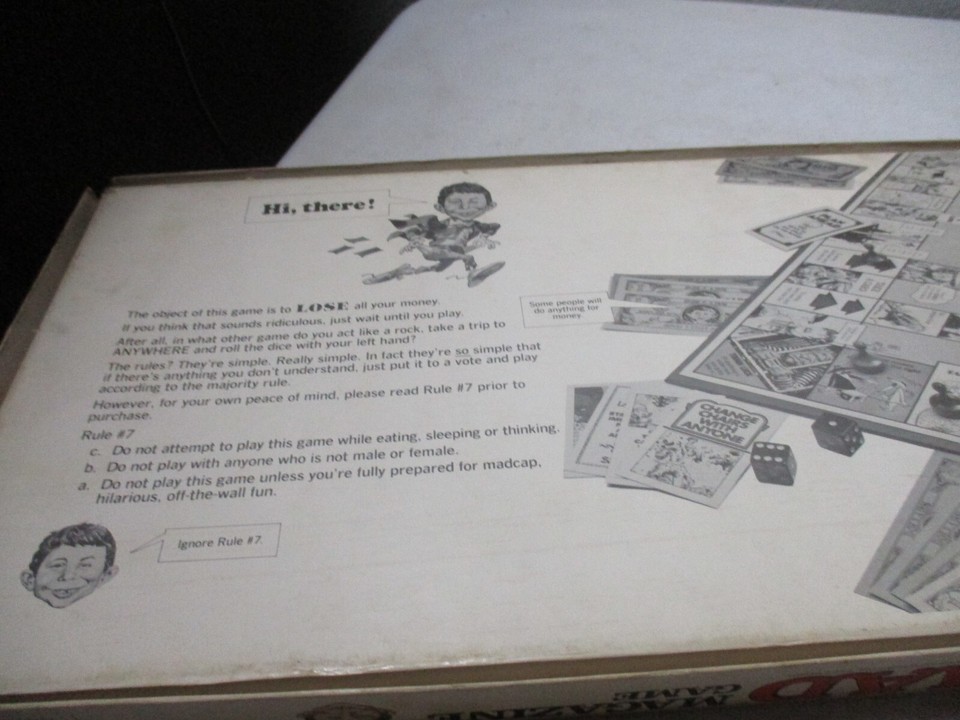 Hi, there!
The object of this game is to LOSE all your money.
If you think that sounds ridiculous, just wait until you play.
After all, in what other game do you act like a rock, take a trip to
ANYWHERE and roll the dice with your left hand?
The rules? They're simple. Really simple. In fact they're so simple that
if there's anything you don't understand, just put it to a vote and play
according to the majority rule.
However, for your own peace of mind, please read Rule #7 prior to
purchase.
Rule #7
c. Do not attempt to play this game while eating, sleeping or thinking.
b. Do not play with anyone who is not male or female.
a. Do not play this game unless you're fully prepared for madcap,
hilarious, off-the-wall fun.
Ignore Rule #7.
Some people will
do anything for
money.
CHANGE
CHAIRS
WITH
ANYONE
MAD
MAGAZINE
GAME